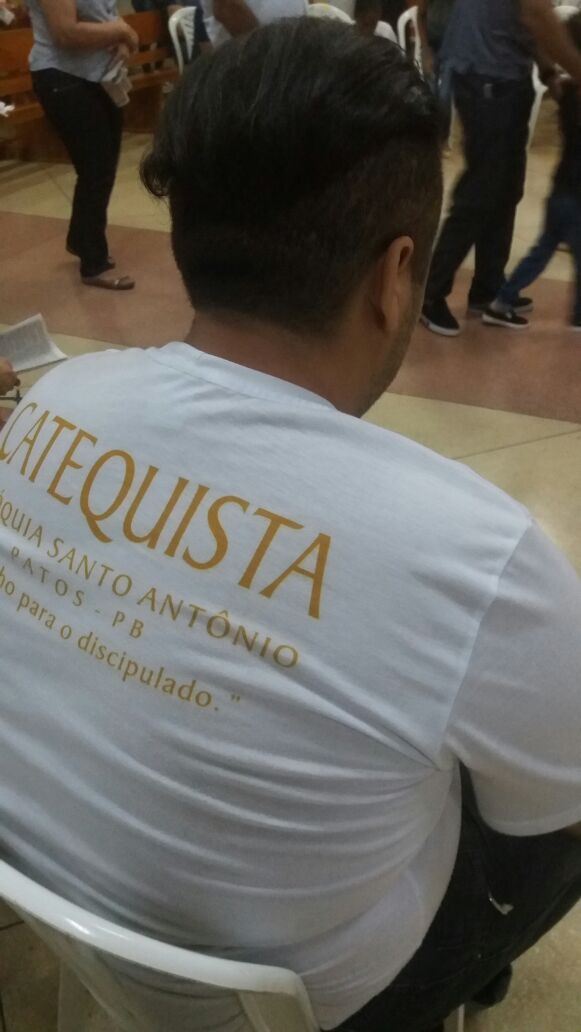 CATEQUISTA
SANTO ANTÔNIO
PATOS - PB
para o discipulado."